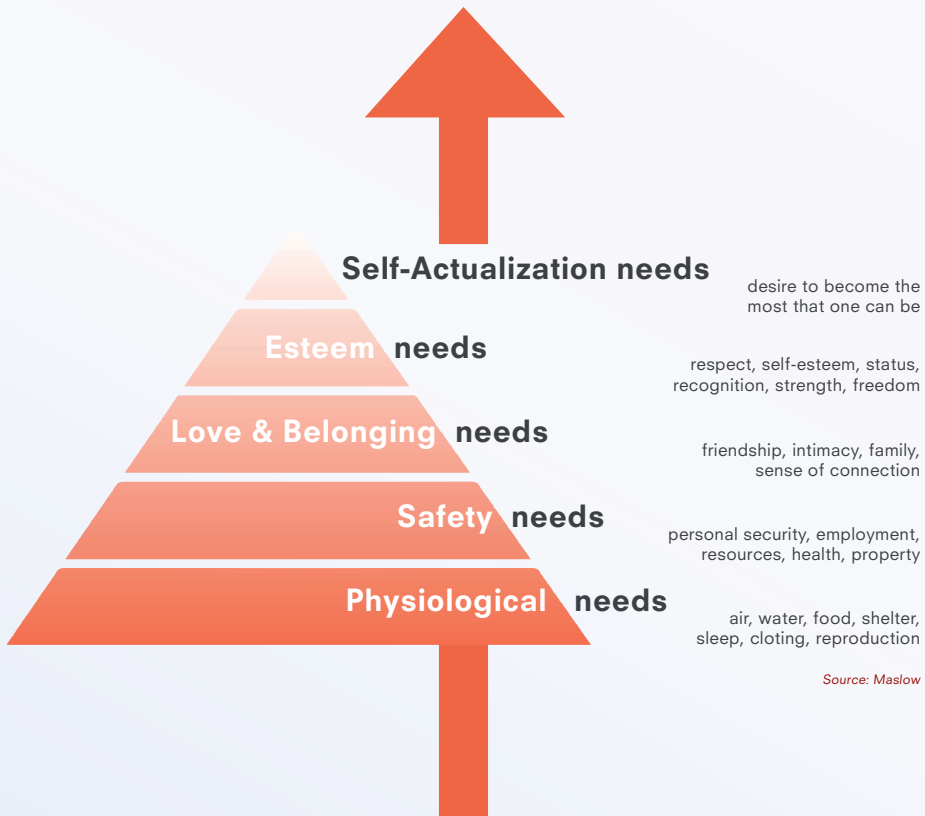 Self-Actualization needs
desire to become the
most that one can be
Esteem needs
respect, self-esteem, status,
recognition, strength, freedom
Love & Belonging needs
friendship, intimacy, family,
sense of connection
Safety needs
personal security, employment,
resources, health, property
Physiological needs
air, water, food, shelter,
sleep, cloting, reproduction
Source: Maslow